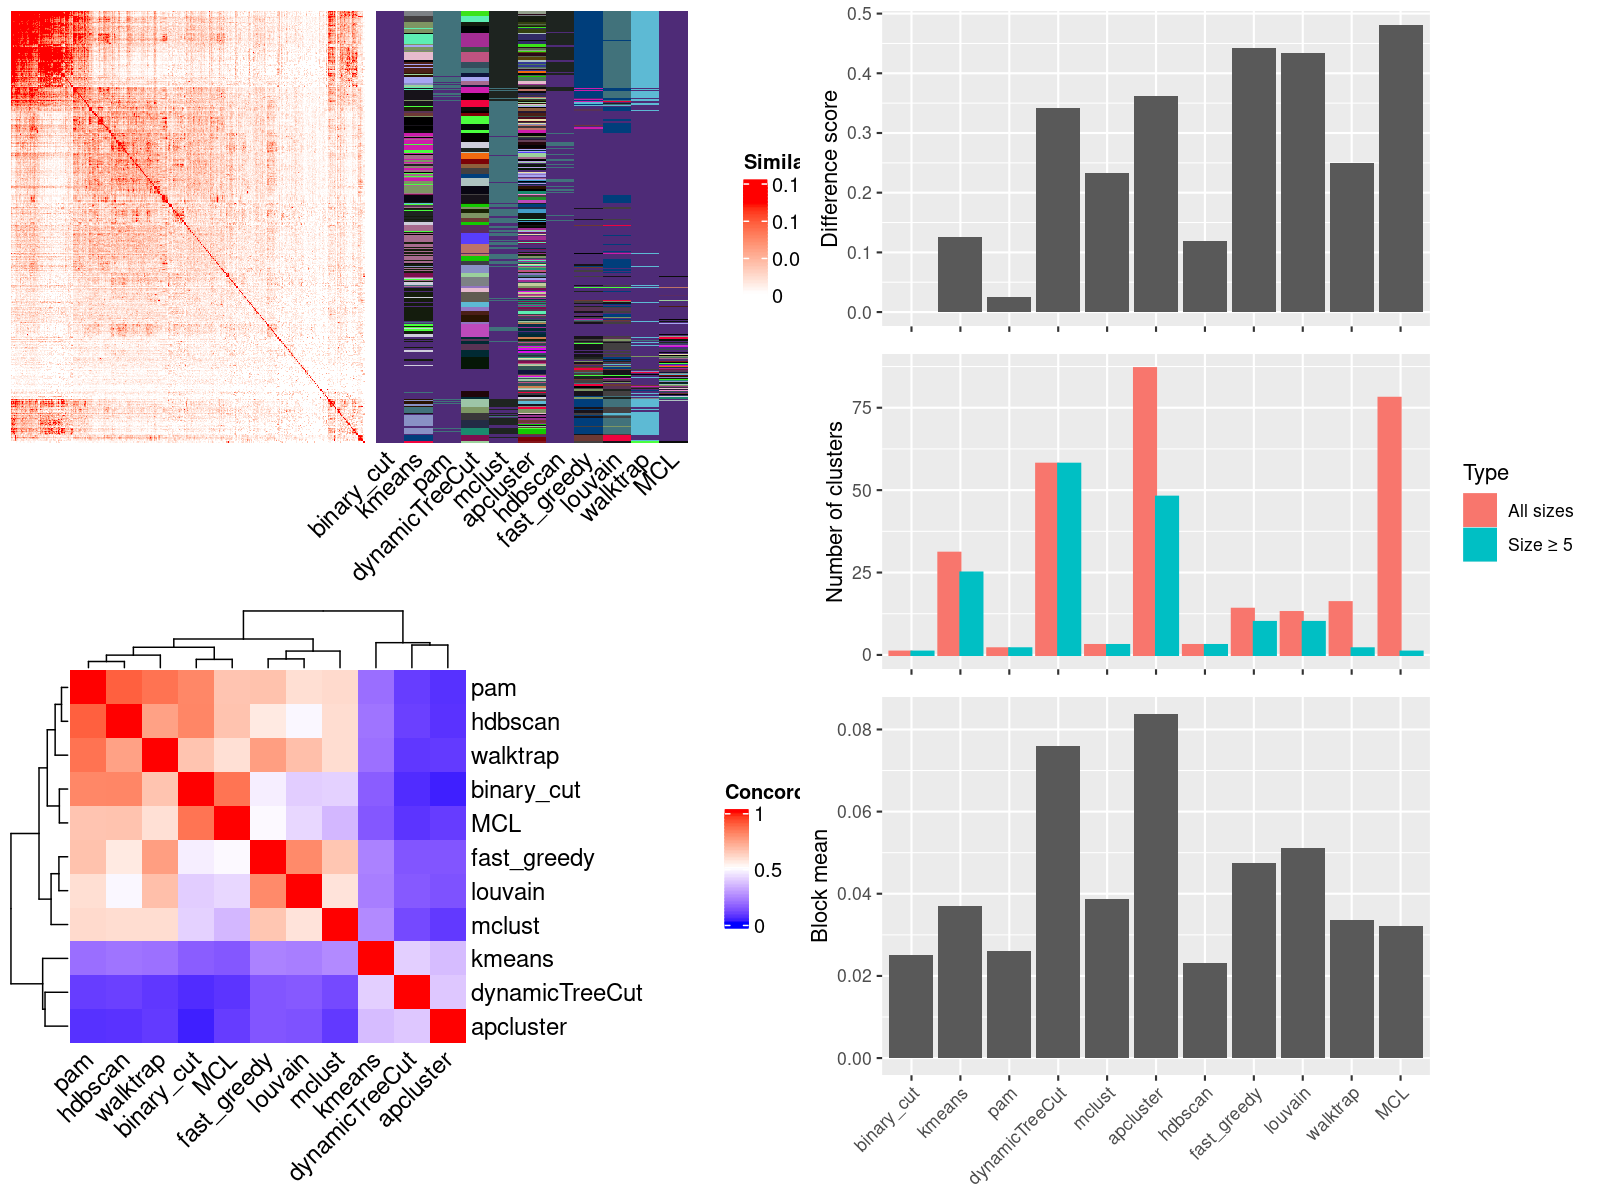 binary_cut
kmeans
pam
dynamicTreeCut
mclust
apcluster
hdbscan
fast_greedy
louvain
walktrap
MCL
Simila
0.1
0.1
0.0
0
pam
hdbscan
walktrap
binary_cut
MCL
fast_greedy
louvain
mclust
kmeans
dynamicTreeCut
apcluster
pam
hdbscan
walktrap
binary_cut
MCL
fast_greedy
louvain
mclust
kmeans
dynamicTreeCut
apcluster
Concord
1
0.5
0
Difference score
0.5
0.4
0.3
0.2
0.1
0.0
Number of clusters
75
50
25
0
Type
All sizes
Size ≥ 5
Block mean
0.08
0.06
0.04
0.02
0.00
binary_cut
kmeans
pam
dynamicTreeCut
mclust
apcluster
hdbscan
fast_greedy
louvain
walktrap
MCL